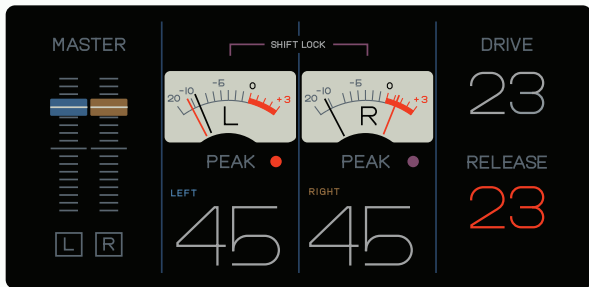 MASTER
SHIFT LOCK
DRIVE
20 -10 -5 0 +3
L
20 -10 -5 0 +3
R
23
PEAK
PEAK
RELEASE
LEFT
RIGHT
45
45
23
L
R